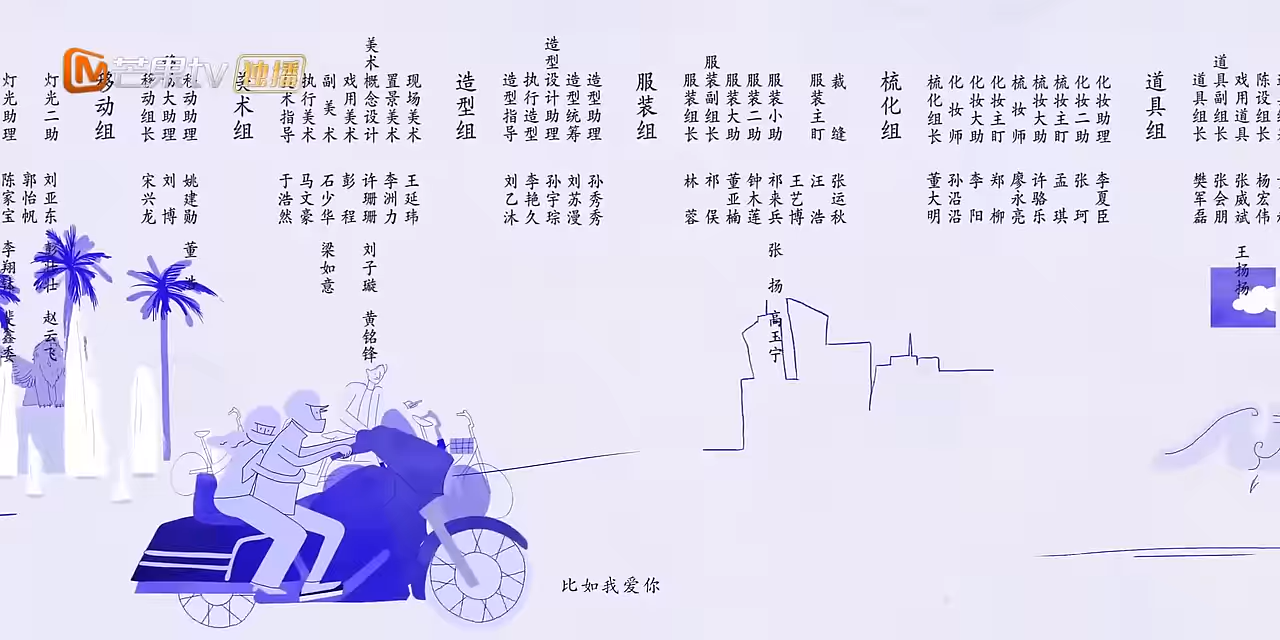 芒果tv 独播
灯光助理 陈家宝 李翔
郭怡帆
灯光二助 刘亚东 彭壮壮 赵云飞
移动组
移动组长 宋兴龙
移动大助理 刘博
移动助理 姚建勋 董浩
美术组
美术指导 于浩然
执行美术 马文豪
副美术 石少华 梁如意
戏用美术 彭程
美术概念设计 许珊珊 刘子璇 黄铭锋
置景美术 李洲力
现场美术 王延玮
造型组
造型指导 刘乙沐
执行造型 李艳久
造型设计助理 孙宇琮
造型统筹 刘苏漫
造型助理 孙秀秀
服装组
服装组长 林蓉
服装副组长 祁俣
服装大助 董亚楠
服装二助 钟木莲
服装小助 祁来兵 张扬 高玉宁
王艺博
服装主盯 汪浩
裁缝 张运秋
梳化组
梳化组长 董大明
化妆师 孙沿沿
化妆大助 李阳
化妆主盯 郑柳
梳妆师 廖永亮
梳妆大助 许骆乐
梳妆主盯 孟琪
化妆二助 张珂
化妆助理 李夏臣
道具组
道具组长 樊军磊
道具副组长 张会朋
戏用道具 张威斌 王扬扬
陈设组长 杨宏伟
比如我爱你